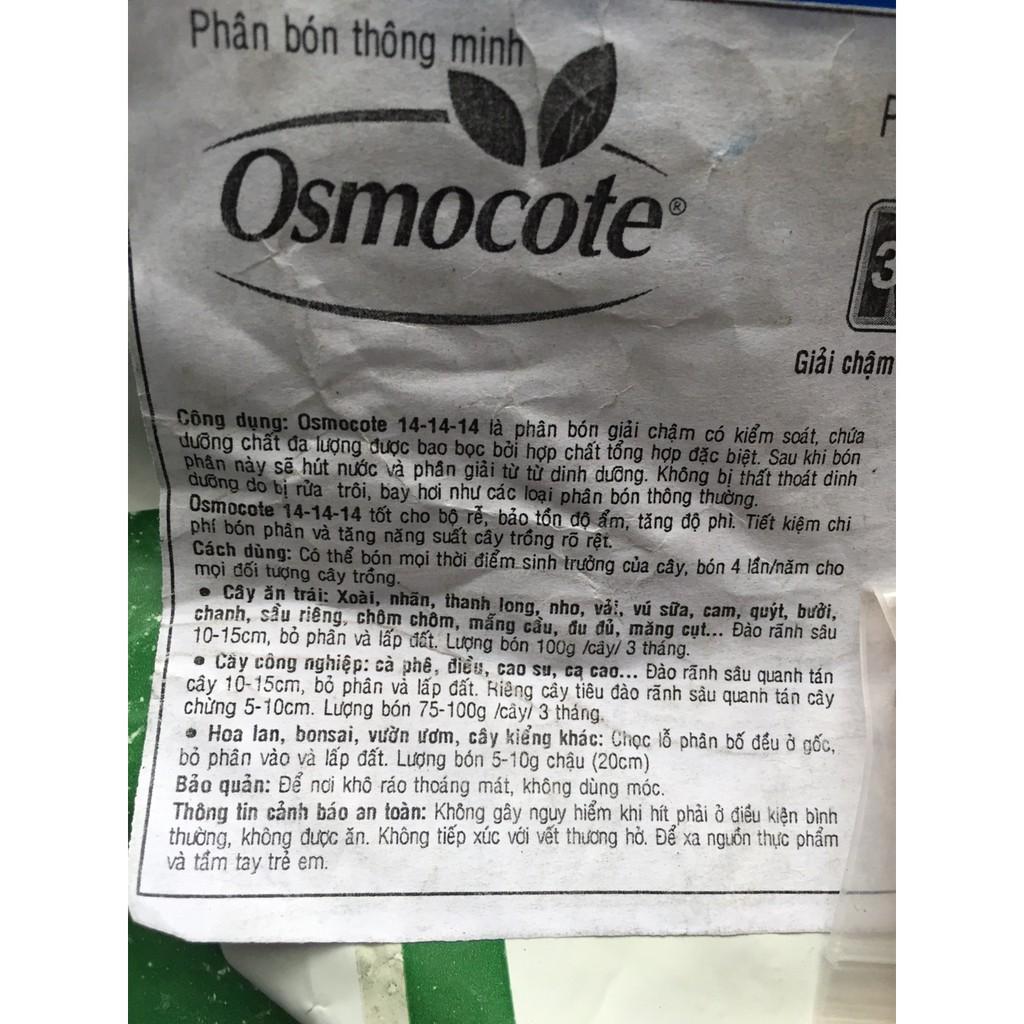 Phân bón thông minh
Osmocote®
3
Giải chậm
Công dụng: Osmocote 14-14-14 là phân bón giải chậm có kiểm soát, chứa
dưỡng chất đa lượng được bao bọc bởi hợp chất tổng hợp đặc biệt. Sau khi bón
phân này sẽ hút nước và phân giải từ từ dinh dưỡng. Không bị thất thoát dinh
dưỡng do bị rửa trôi, bay hơi như các loại phân bón thông thường.
Osmocote 14-14-14 tốt cho bộ rễ, bảo tồn độ ẩm, tăng độ phì. Tiết kiệm chi
phí bón phân và tăng năng suất cây trồng rõ rệt.
Cách dùng: Có thể bón mọi thời điểm sinh trưởng của cây, bón 4 lần/năm cho
mọi đối tượng cây trồng.
• Cây ăn trái: Xoài, nhãn, thanh long, nho, vải, vú sữa, cam, quýt, bưởi,
chanh, sầu riêng, chôm chôm, mãng cầu, đu đủ, măng cụt... Đào rãnh sâu
10-15cm, bỏ phân và lấp đất. Lượng bón 100g /cây/ 3 tháng.
• Cây công nghiệp: cà phê, điều, cao su, ca cao... Đào rãnh sâu quanh tán
cây 10-15cm, bỏ phân và lấp đất. Riêng cây tiêu đào rãnh sâu quanh tán cây
chừng 5-10cm. Lượng bón 75-100g /cây/ 3 tháng.
• Hoa lan, bonsai, vườn ươm, cây kiểng khác: Chọc lỗ phân bố đều ở gốc,
bỏ phân vào và lấp đất. Lượng bón 5-10g chậu (20cm)
Bảo quản: Để nơi khô ráo thoáng mát, không dùng móc.
Thông tin cảnh báo an toàn: Không gây nguy hiểm khi hít phải ở điều kiện bình
thường, không được ăn. Không tiếp xúc với vết thương hở. Để xa nguồn thực phẩm
và tầm tay trẻ em.